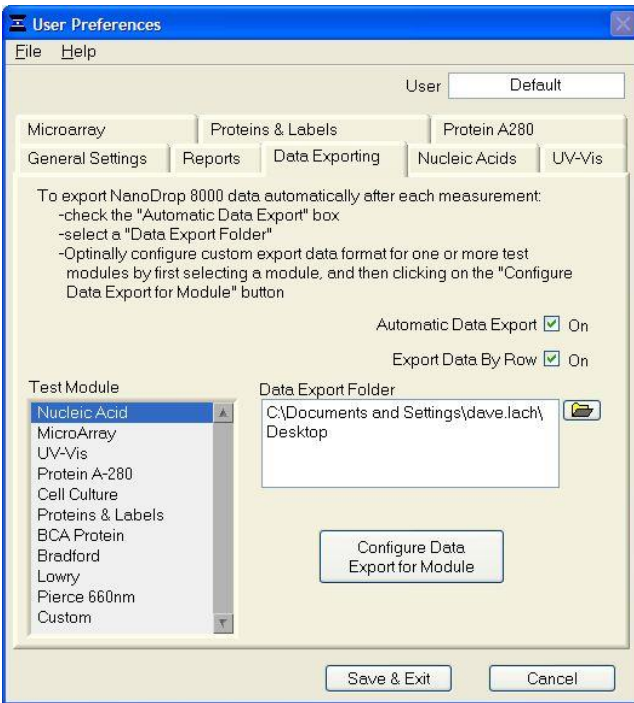 User Preferences
File Help
User Default
Microarray Proteins & Labels Protein A280
General Settings Reports Data Exporting Nucleic Acids UV-Vis
To export NanoDrop 8000 data automatically after each measurement:
-check the "Automatic Data Export" box
-select a "Data Export Folder"
-Optinally configure custom export data format for one or more test
modules by first selecting a module, and then clicking on the "Configure
Data Export for Module" button
Automatic Data Export On
Export Data By Row On
Test Module
Nucleic Acid
MicroArray
UV-Vis
Protein A-280
Cell Culture
Proteins & Labels
BCA Protein
Bradford
Lowry
Pierce 660nm
Custom
Data Export Folder
C:\Documents and Settings\dave.lach\
Desktop
Configure Data
Export for Module
Save & Exit Cancel